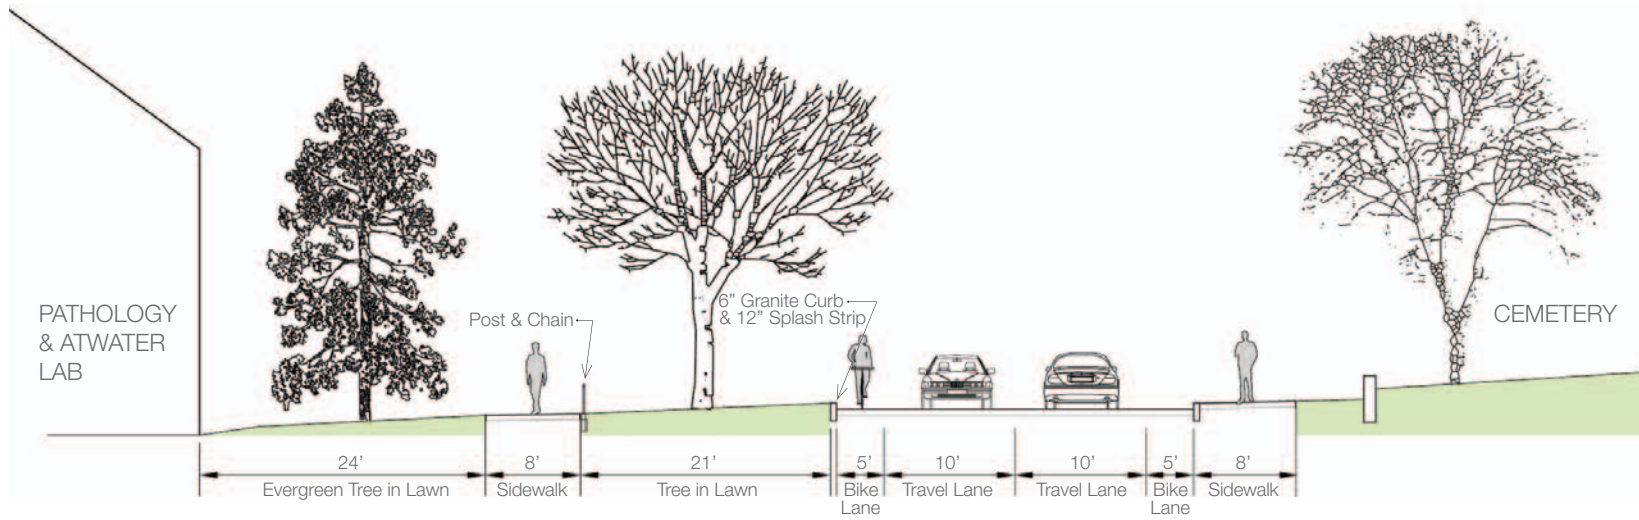 PATHOLOGY
& ATWATER
LAB
Post & Chain
6” Granite Curb
& 12” Splash Strip
CEMETERY
24’
8’
21’
5’
10’
10’
5’
8’
Evergreen Tree in Lawn
Sidewalk
Tree in Lawn
Bike
Lane
Travel Lane
Travel Lane
Bike
Lane
Sidewalk